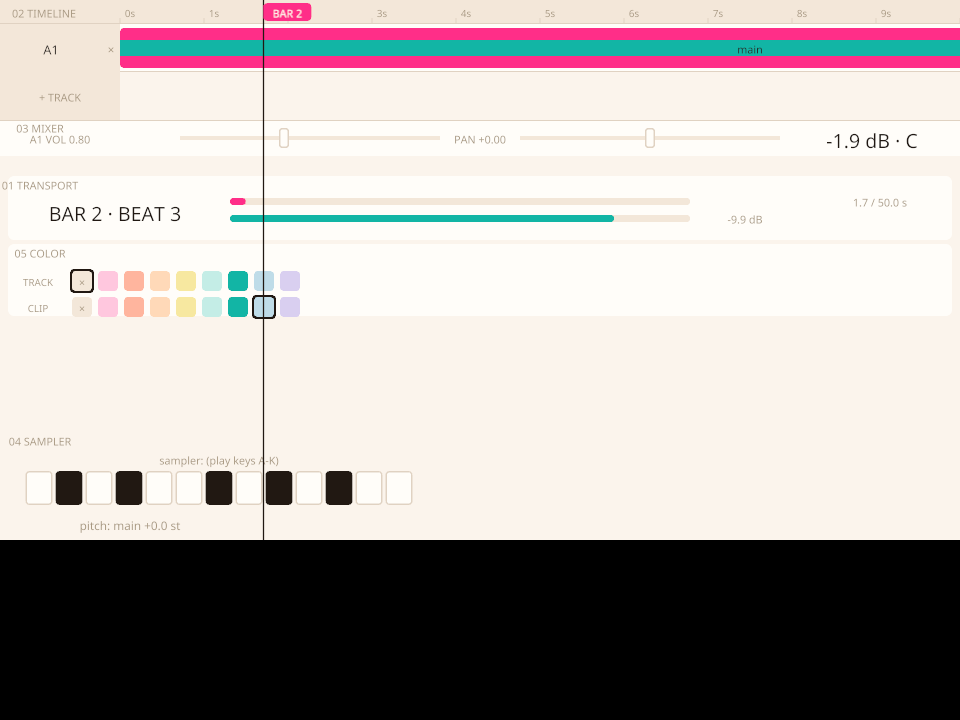 02 TIMELINE 0s 1s BAR 2 3s 4s 5s 6s 7s 8s 9s
A1 × main
+ TRACK
03 MIXER
A1 VOL 0.80 PAN +0.00 -1.9 dB · C
01 TRANSPORT
BAR 2 · BEAT 3 1.7 / 50.0 s
-9.9 dB
05 COLOR
TRACK ×
CLIP ×
04 SAMPLER
sampler: (play keys A-K)
pitch: main +0.0 st